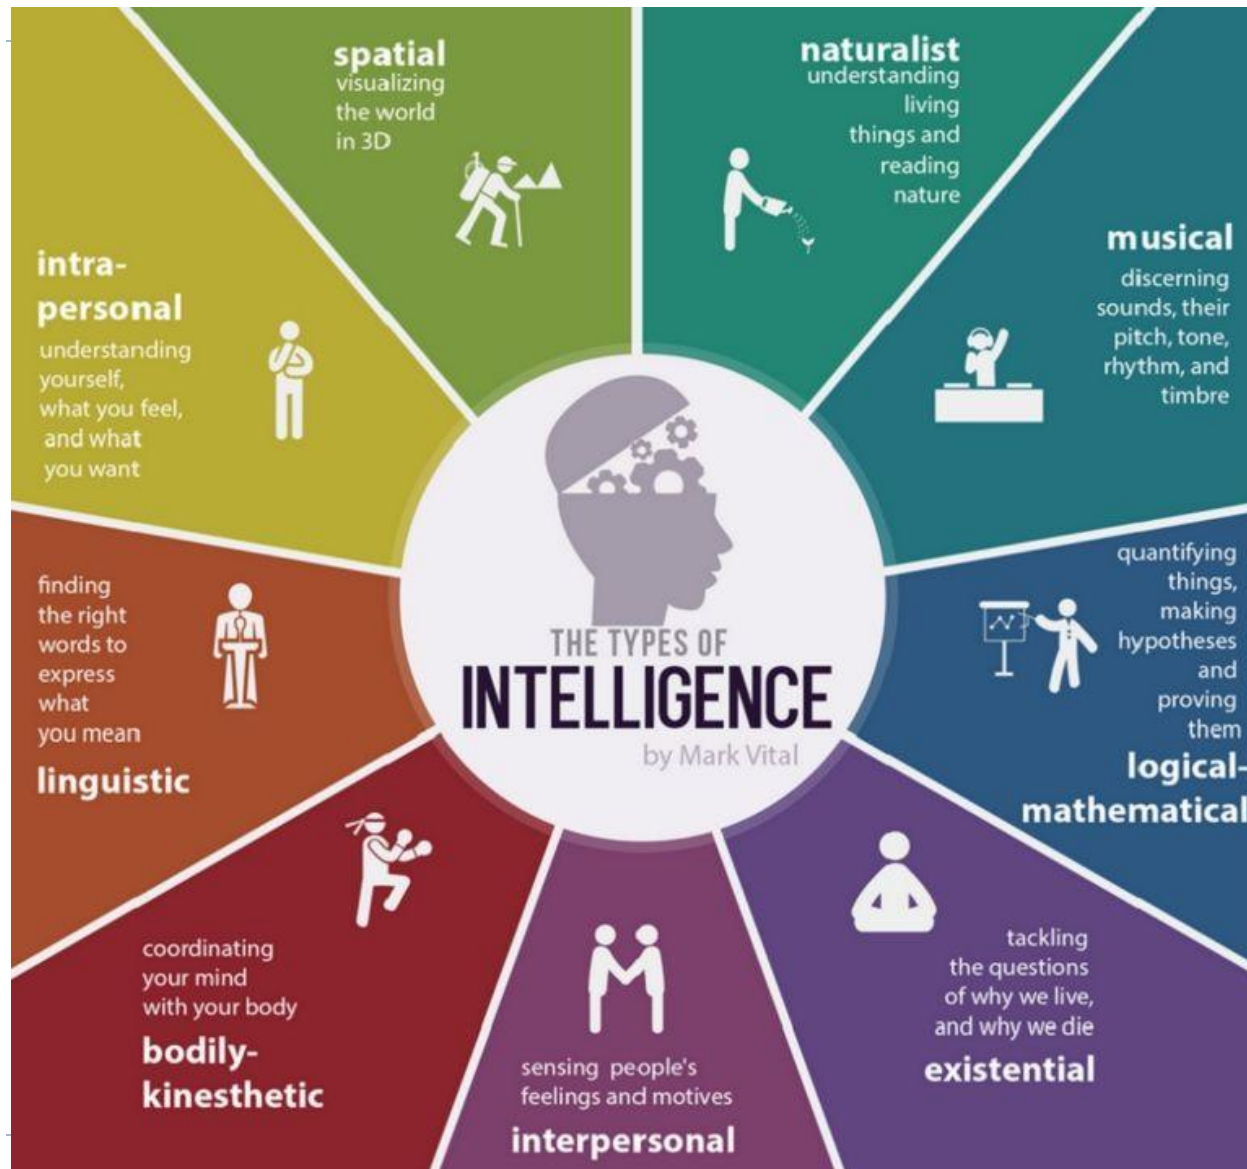 spatial
visualizing
the world
in 3D
naturalist
understanding
living
things and
reading
nature
musical
discerning
sounds, their
pitch, tone,
rhythm, and
timbre
quantifying
things,
making
hypotheses
and
proving
them
logical-
mathematical
tackling
the questions
of why we live,
and why we die
existential
sensing people's
feelings and motives
interpersonal
coordinating
your mind
with your body
bodily-
kinesthetic
finding
the right
words to
express
what
you mean
linguistic
intra-
personal
understanding
yourself,
what you feel,
and what
you want
THE TYPES OF
INTELLIGENCE
by Mark Vital